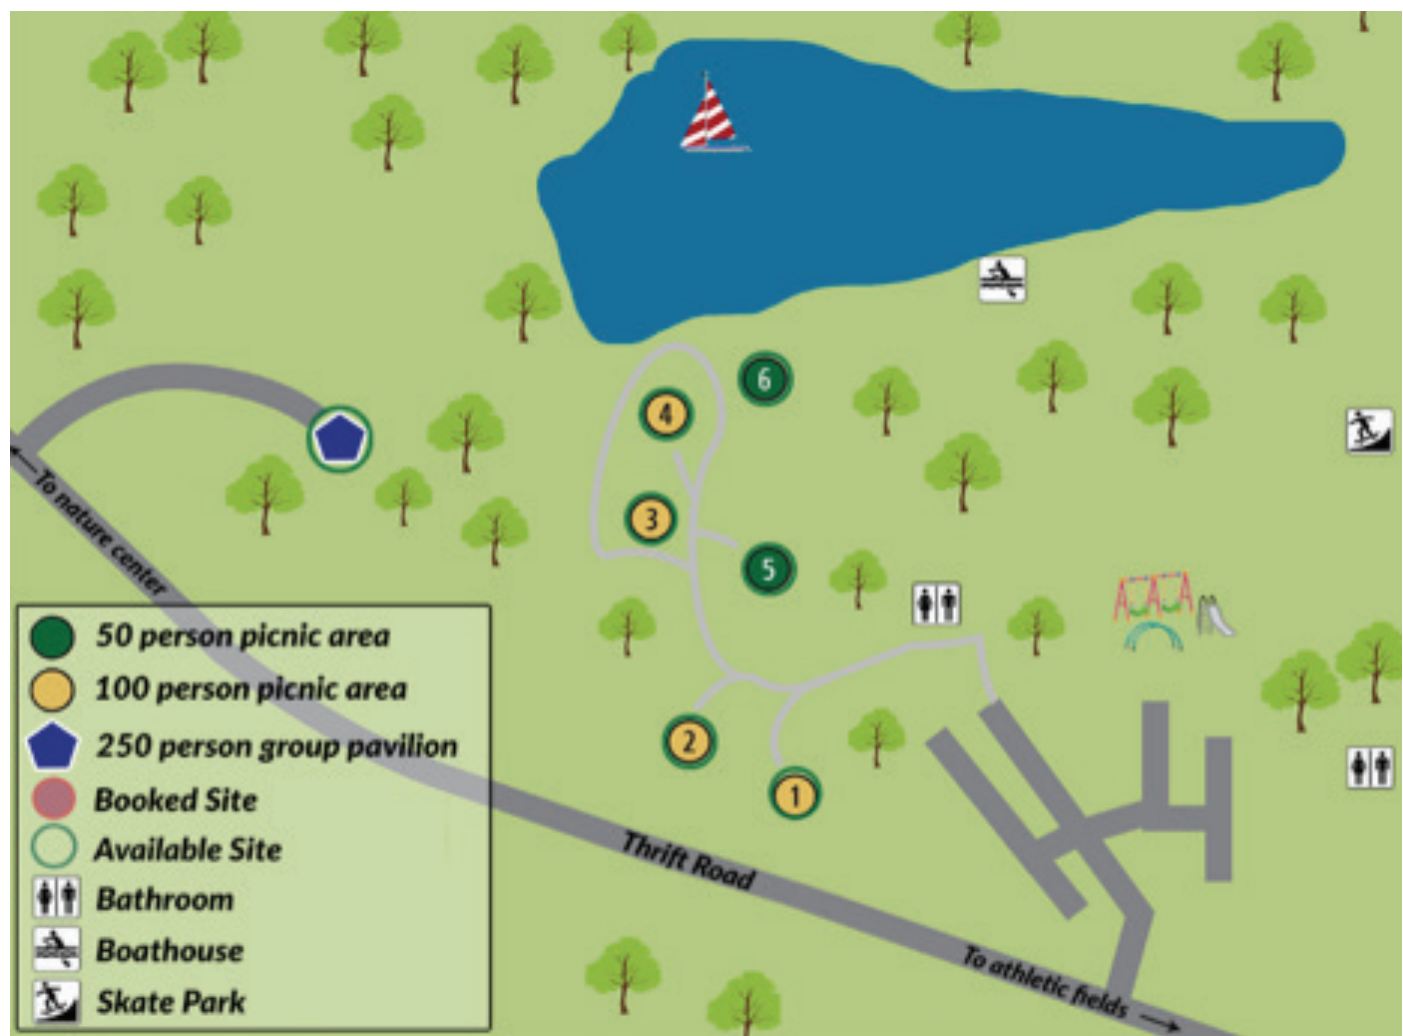 6
4
3
5
2
1
To nature center
Thrift Road
To athletic fields
50 person picnic area
100 person picnic area
250 person group pavilion
Booked Site
Available Site
Bathroom
Boathouse
Skate Park